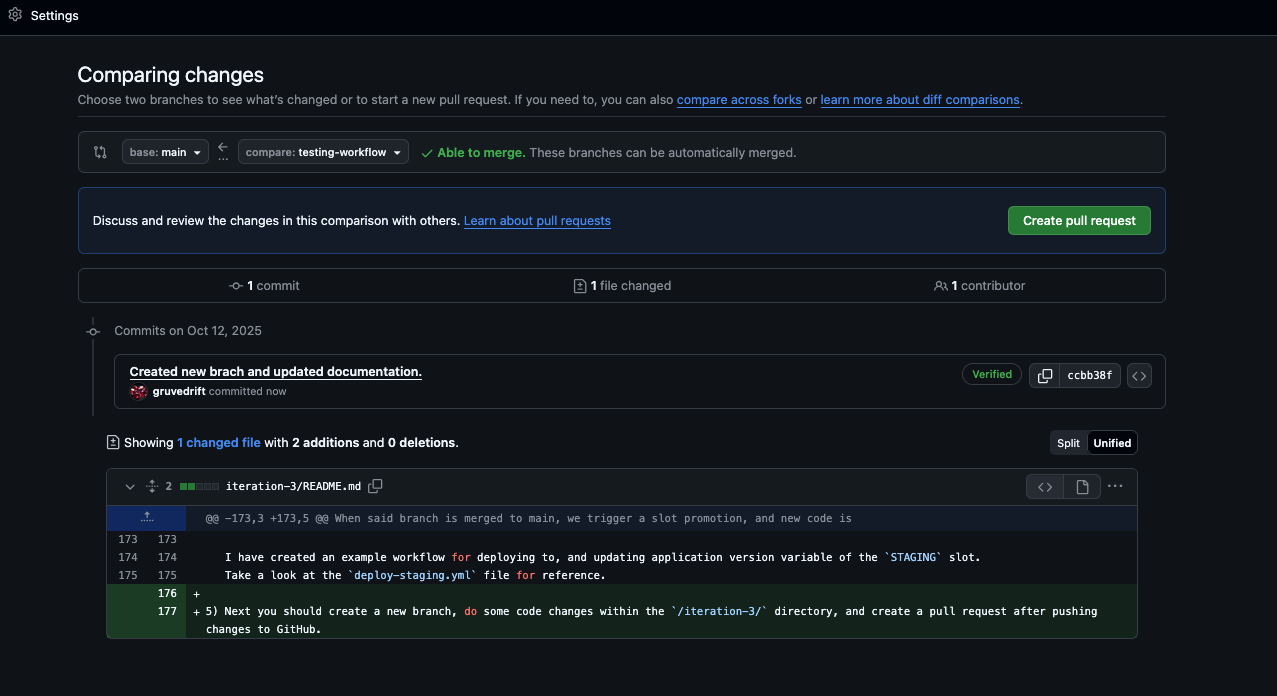 Settings
Comparing changes
Choose two branches to see what's changed or to start a new pull request. If you need to, you can also compare across forks or learn more about diff comparisons.
base: main
compare: testing-workflow
Able to merge. These branches can be automatically merged.
Discuss and review the changes in this comparison with others. Learn about pull requests
Create pull request
1 commit
1 file changed
1 contributor
Commits on Oct 12, 2025
Created new brach and updated documentation.
gruvedrift committed now
Verified
ccbb38f
Showing 1 changed file with 2 additions and 0 deletions.
Split
Unified
2
iteration-3/README.md
@@ -173,3 +173,5 @@ When said branch is merged to main, we trigger a slot promotion, and new code is
173 173
174 174 I have created an example workflow for deploying to, and updating application version variable of the `STAGING` slot.
175 175 Take a look at the `deploy-staging.yml` file for reference.
176 +
177 + 5) Next you should create a new branch, do some code changes within the `/iteration-3/` directory, and create a pull request after pushing
changes to GitHub.